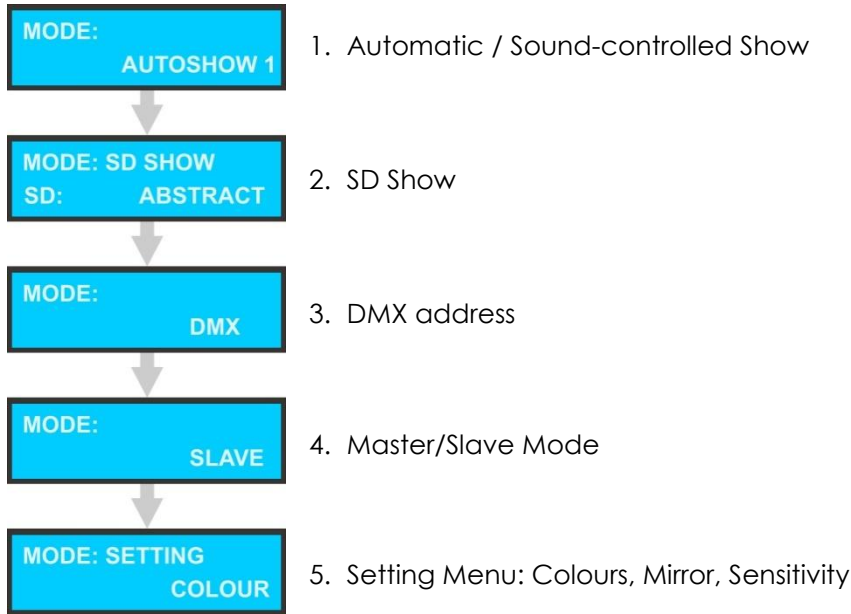 MODE:
AUTOSHOW 1
1. Automatic / Sound-controlled Show
MODE: SD SHOW
SD: ABSTRACT
2. SD Show
MODE:
DMX
3. DMX address
MODE:
SLAVE
4. Master/Slave Mode
MODE: SETTING
COLOUR
5. Setting Menu: Colours, Mirror, Sensitivity